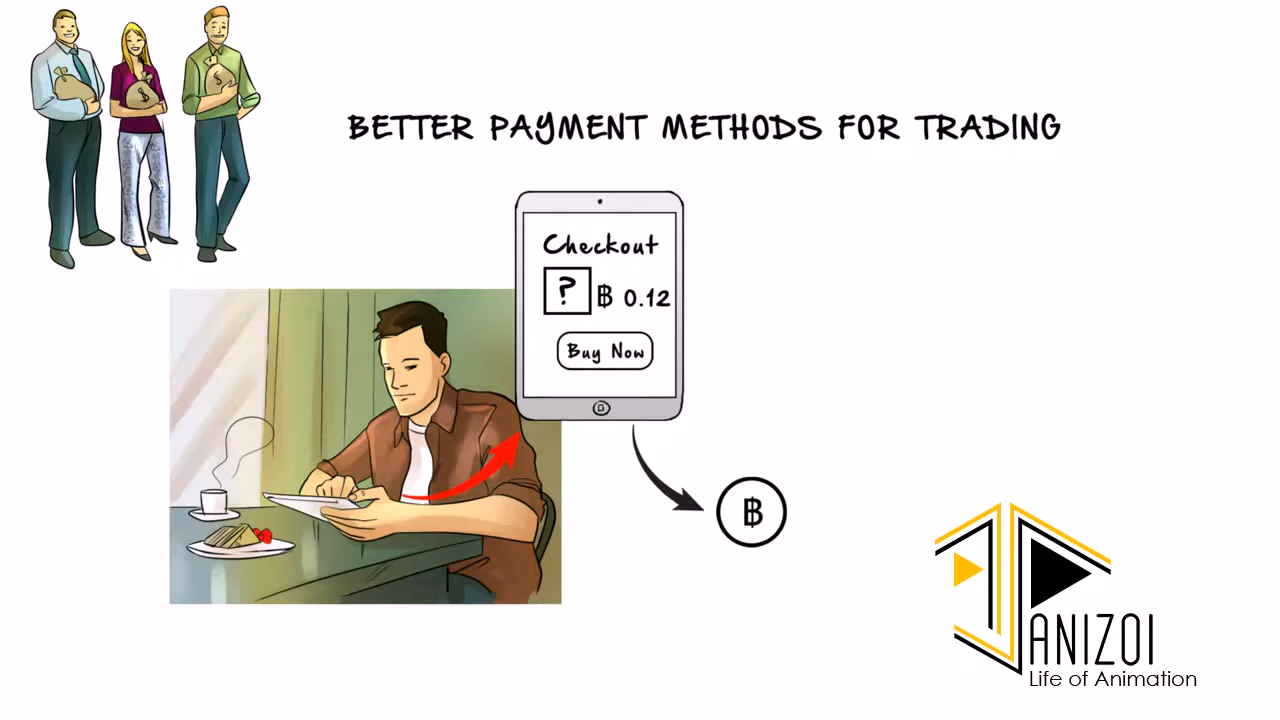 BETTER PAYMENT METHODS FOR TRADING
Checkout
? ฿ 0.12
Buy Now
฿
ANIZOI
Life of Animation